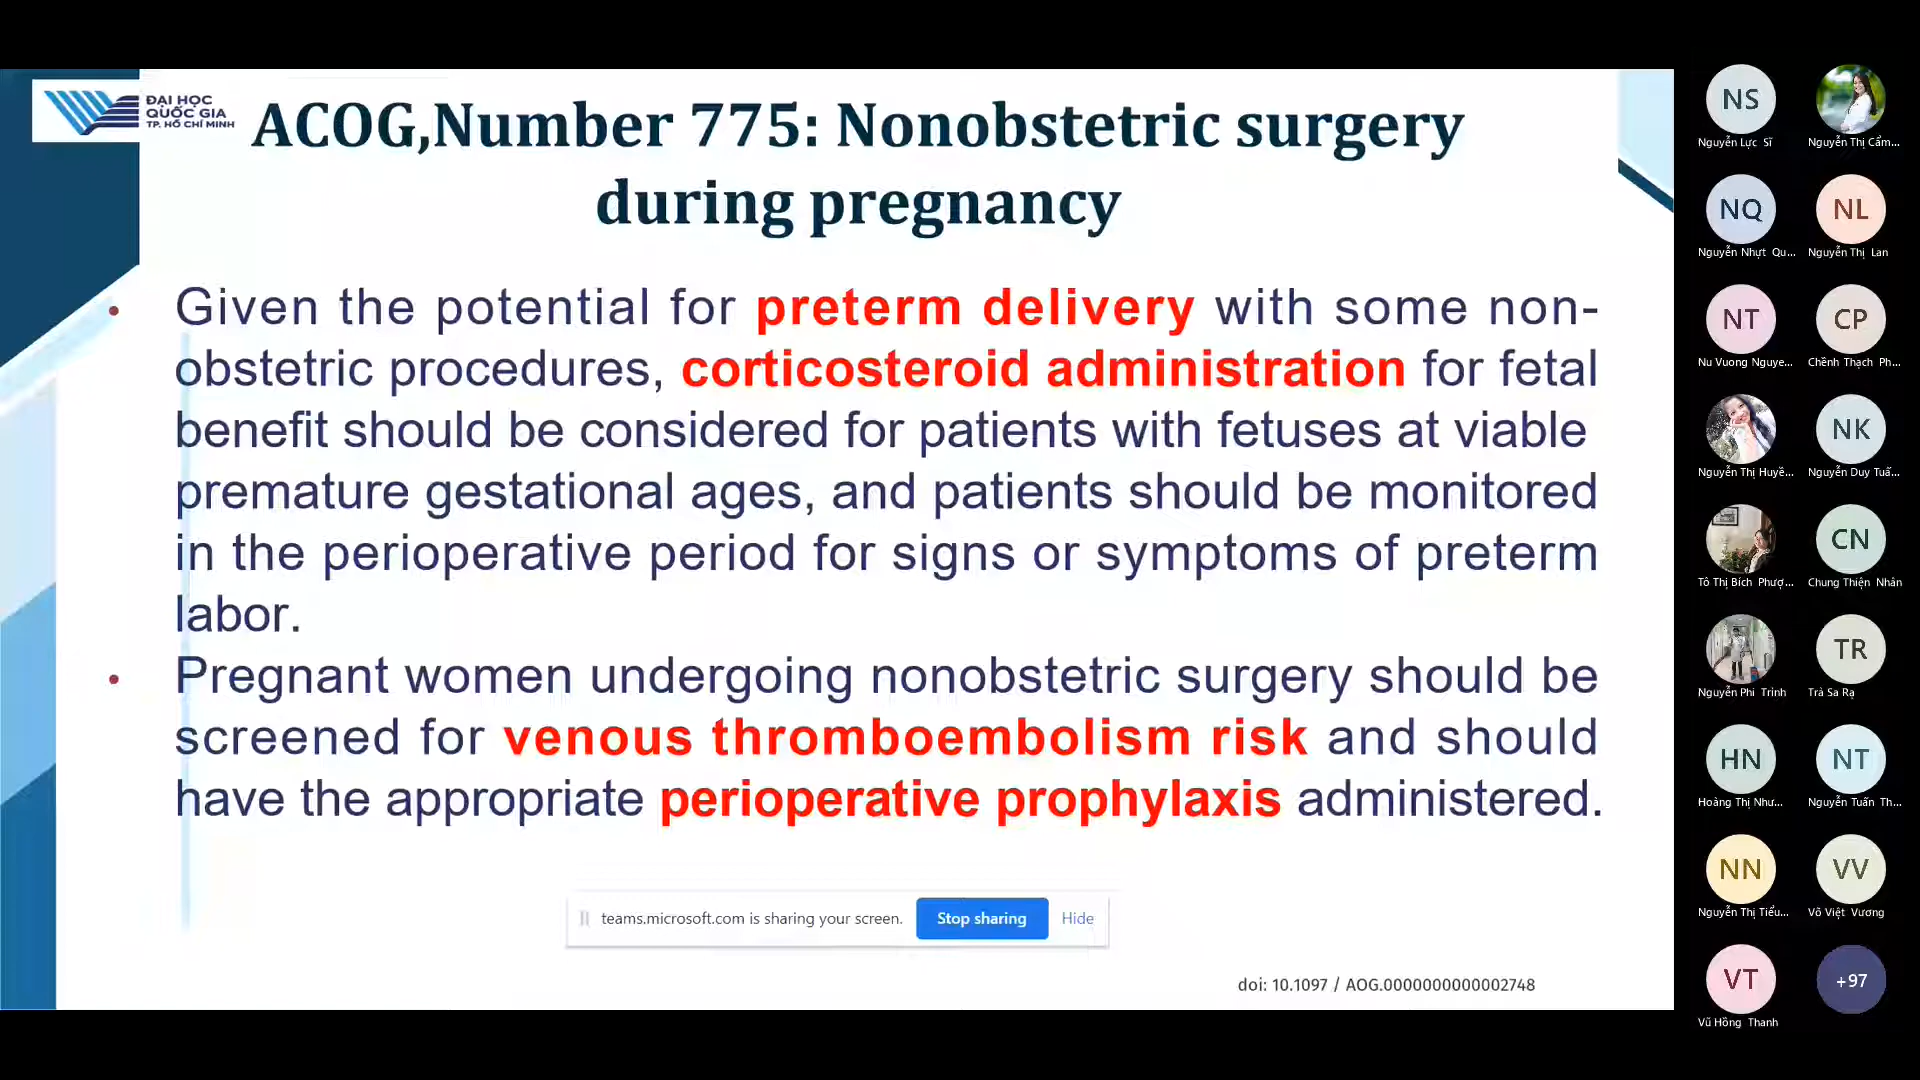 ĐẠI HỌC
QUỐC GIA
TP. HỒ CHÍ MINH
ACOG,Number 775: Nonobstetric surgery
during pregnancy
• Given the potential for preterm delivery with some non-
obstetric procedures, corticosteroid administration for fetal
benefit should be considered for patients with fetuses at viable
premature gestational ages, and patients should be monitored
in the perioperative period for signs or symptoms of preterm
labor.
• Pregnant women undergoing nonobstetric surgery should be
screened for venous thromboembolism risk and should
have the appropriate perioperative prophylaxis administered.
teams.microsoft.com is sharing your screen. Stop sharing Hide
doi: 10.1097 / AOG.0000000000002748
NS
Nguyễn Lực Sĩ
Nguyễn Thị Cẩm...
NQ
Nguyễn Nhựt Qu...
NL
Nguyễn Thị Lan
NT
Nu Vuong Nguye...
CP
Chềnh Thạch Ph...
Nguyễn Thị Huyề...
NK
Nguyễn Duy Tuấ...
Tô Thị Bích Phượ...
CN
Chung Thiện Nhân
Nguyễn Phi Trinh
TR
Trà Sa Rạ
HN
Hoàng Thị Như...
NT
Nguyễn Tuấn Th...
NN
Nguyễn Thị Tiểu...
VV
Võ Việt Vương
VT
Vũ Hồng Thanh
+97